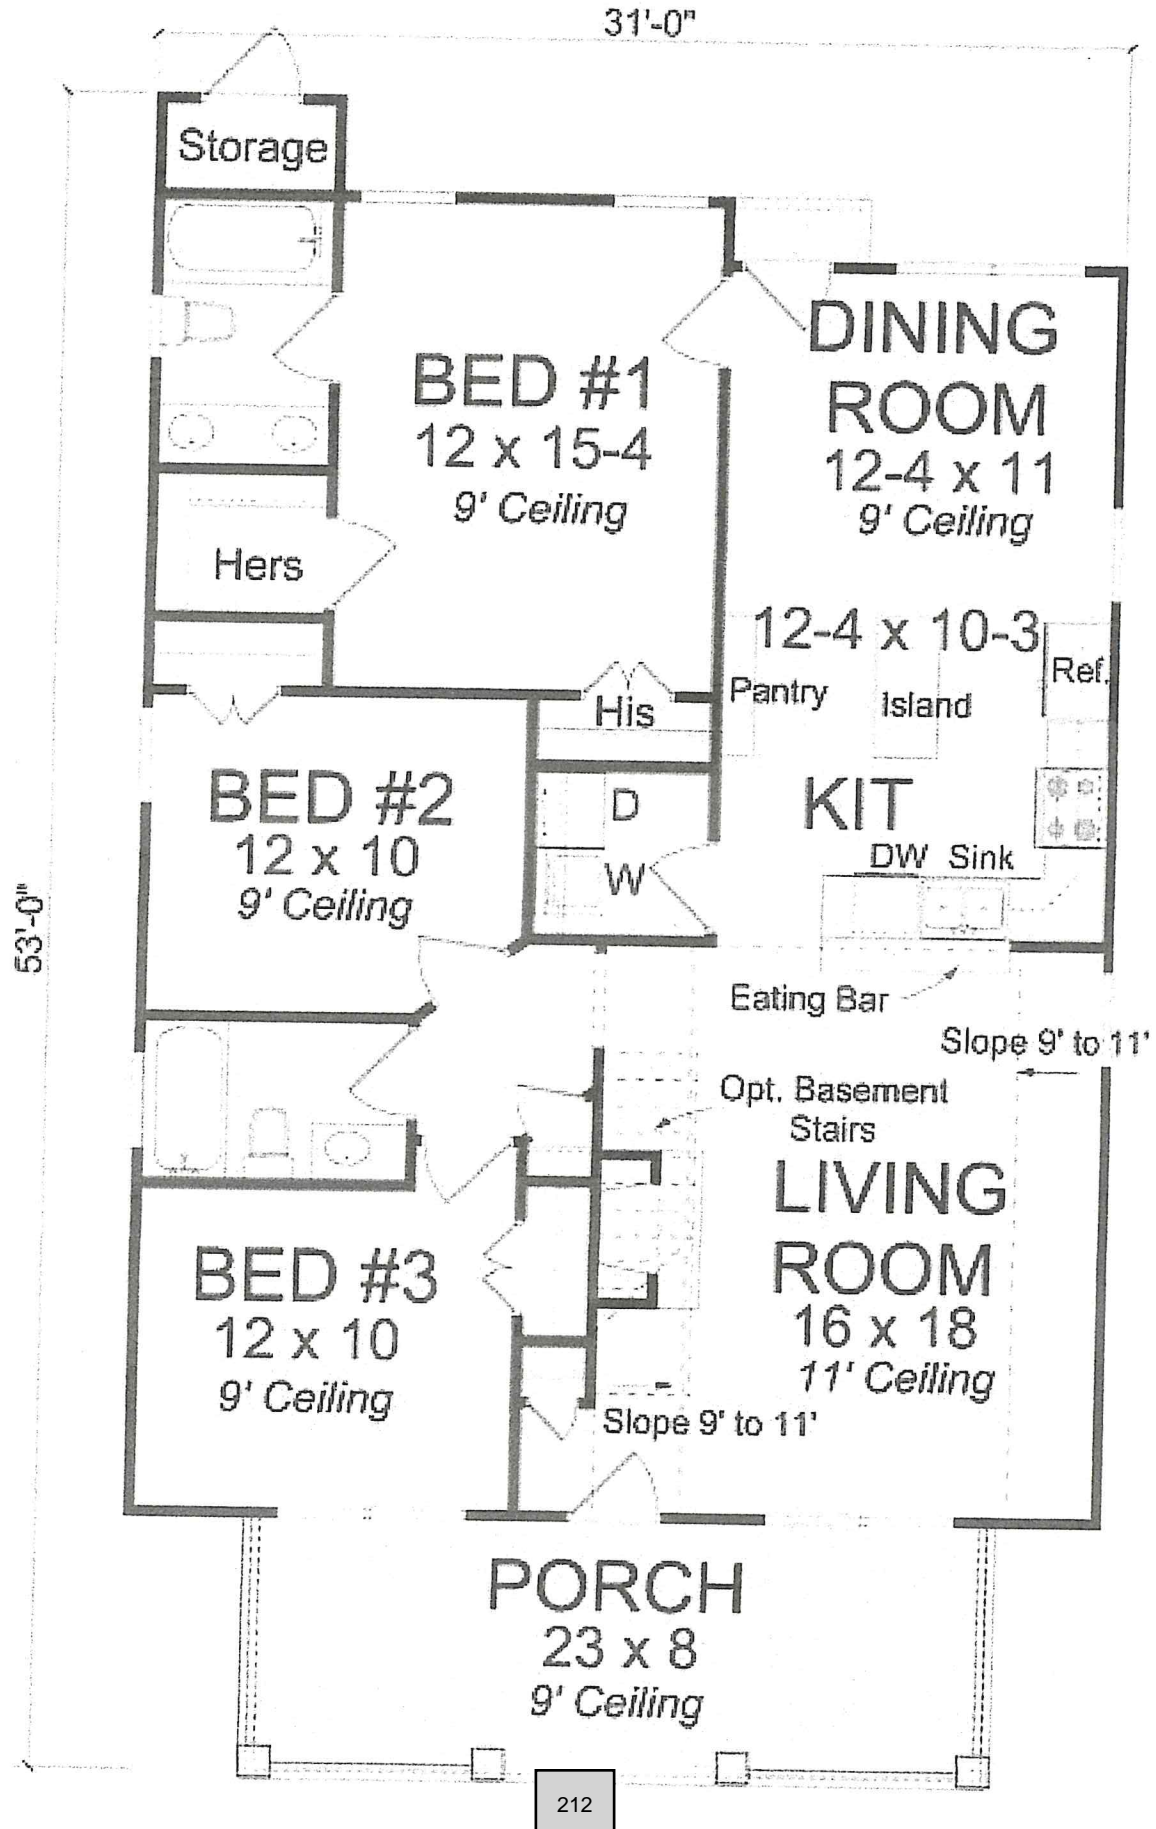 31'-0"
Storage
BED #1
12 x 15-4
9' Ceiling
DINING
ROOM
12-4 x 11
9' Ceiling
Hers
12-4 x 10-3
Ref.
Pantry
Island
His
BED #2
12 x 10
9' Ceiling
D
W
KIT
DW Sink
53'-0"
Eating Bar
Slope 9' to 11'
Opt. Basement
Stairs
LIVING
ROOM
16 x 18
11' Ceiling
BED #3
12 x 10
9' Ceiling
Slope 9' to 11'
PORCH
23 x 8
9' Ceiling
212